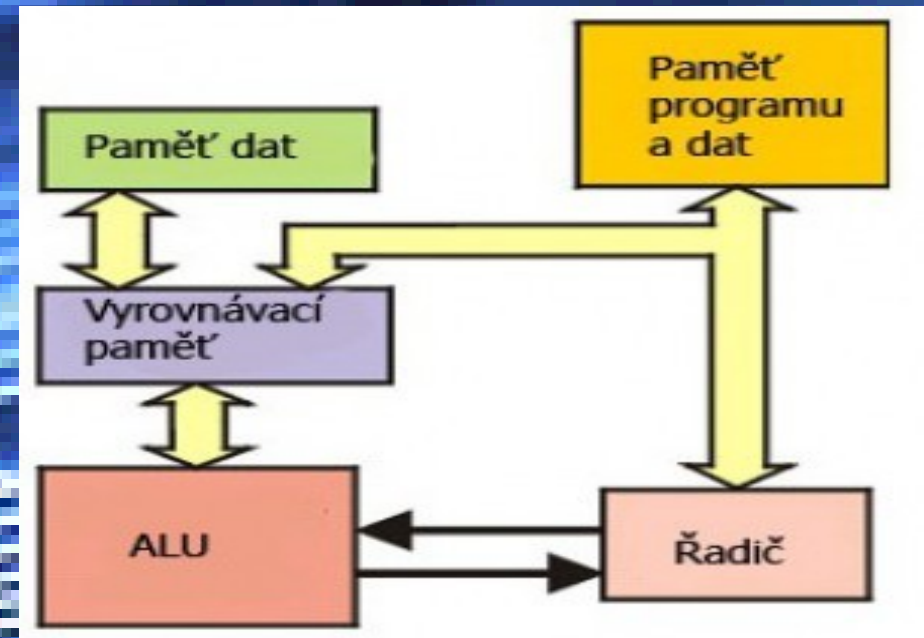 Paměť dat
Paměť
programu
a dat
Vyrovnávací
paměť
ALU
Řadič